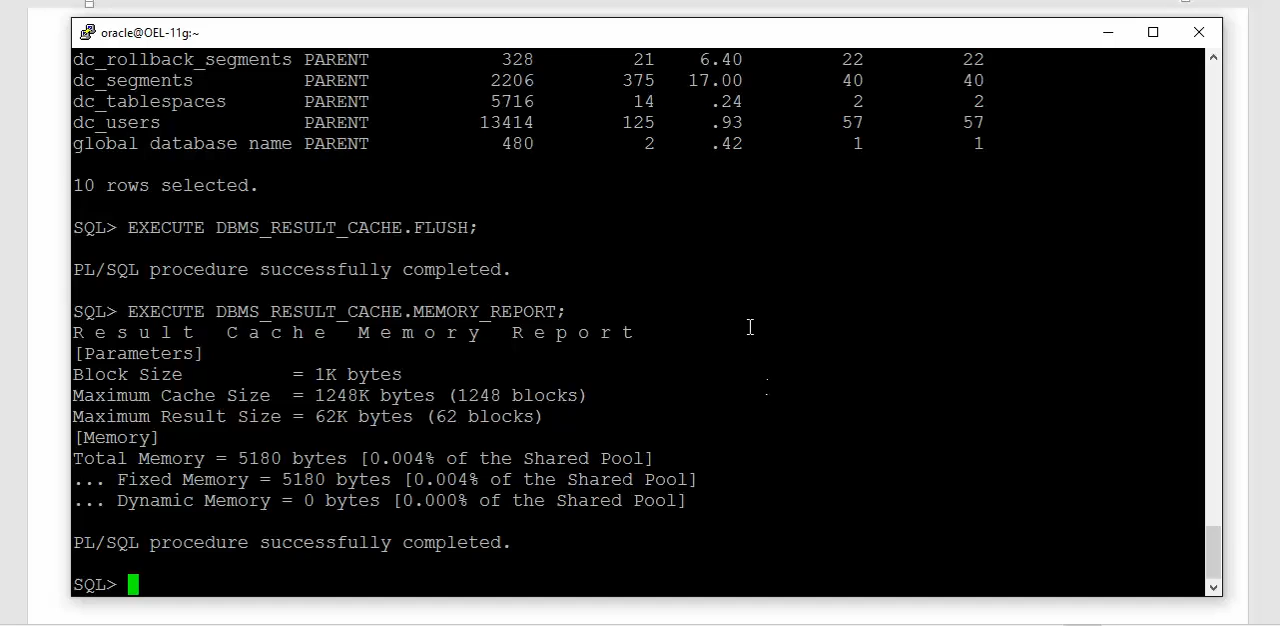 oracle@OEL-11g:~
dc_rollback_segments PARENT 328 21 6.40 22 22
dc_segments PARENT 2206 375 17.00 40 40
dc_tablespaces PARENT 5716 14 .24 2 2
dc_users PARENT 13414 125 .93 57 57
global database name PARENT 480 2 .42 1 1
10 rows selected.
SQL> EXECUTE DBMS_RESULT_CACHE.FLUSH;
PL/SQL procedure successfully completed.
SQL> EXECUTE DBMS_RESULT_CACHE.MEMORY_REPORT;
R e s u l t   C a c h e   M e m o r y   R e p o r t
[Parameters]
Block Size = 1K bytes
Maximum Cache Size = 1248K bytes (1248 blocks)
Maximum Result Size = 62K bytes (62 blocks)
[Memory]
Total Memory = 5180 bytes [0.004% of the Shared Pool]
... Fixed Memory = 5180 bytes [0.004% of the Shared Pool]
... Dynamic Memory = 0 bytes [0.000% of the Shared Pool]
PL/SQL procedure successfully completed.
SQL>